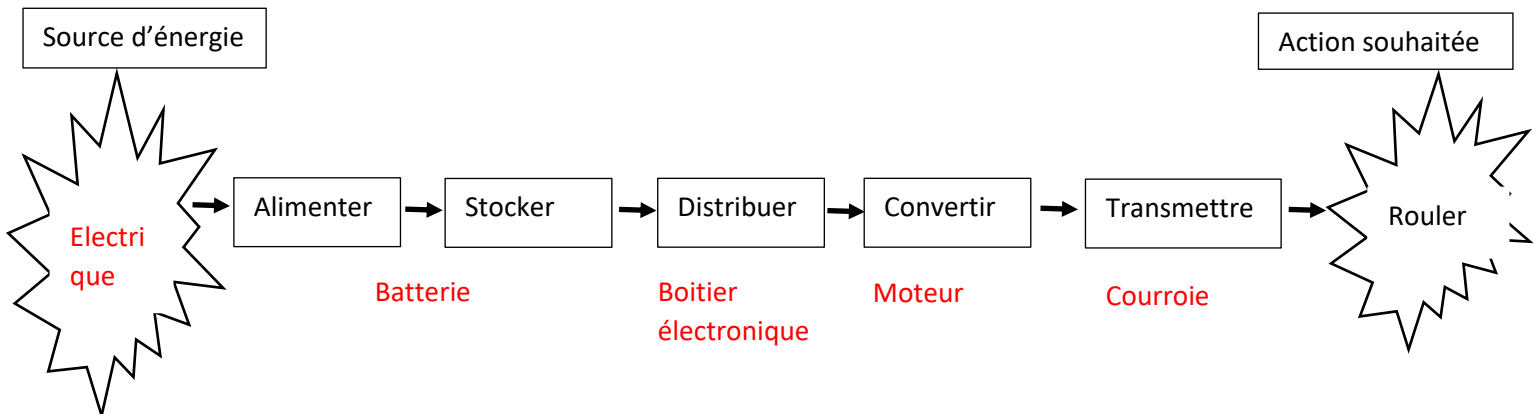 Source d’énergie
Action souhaitée
Alimenter
Stocker
Distribuer
Convertir
Transmettre
Rouler
Electri
que
Batterie
Boitier
électronique
Moteur
Courroie